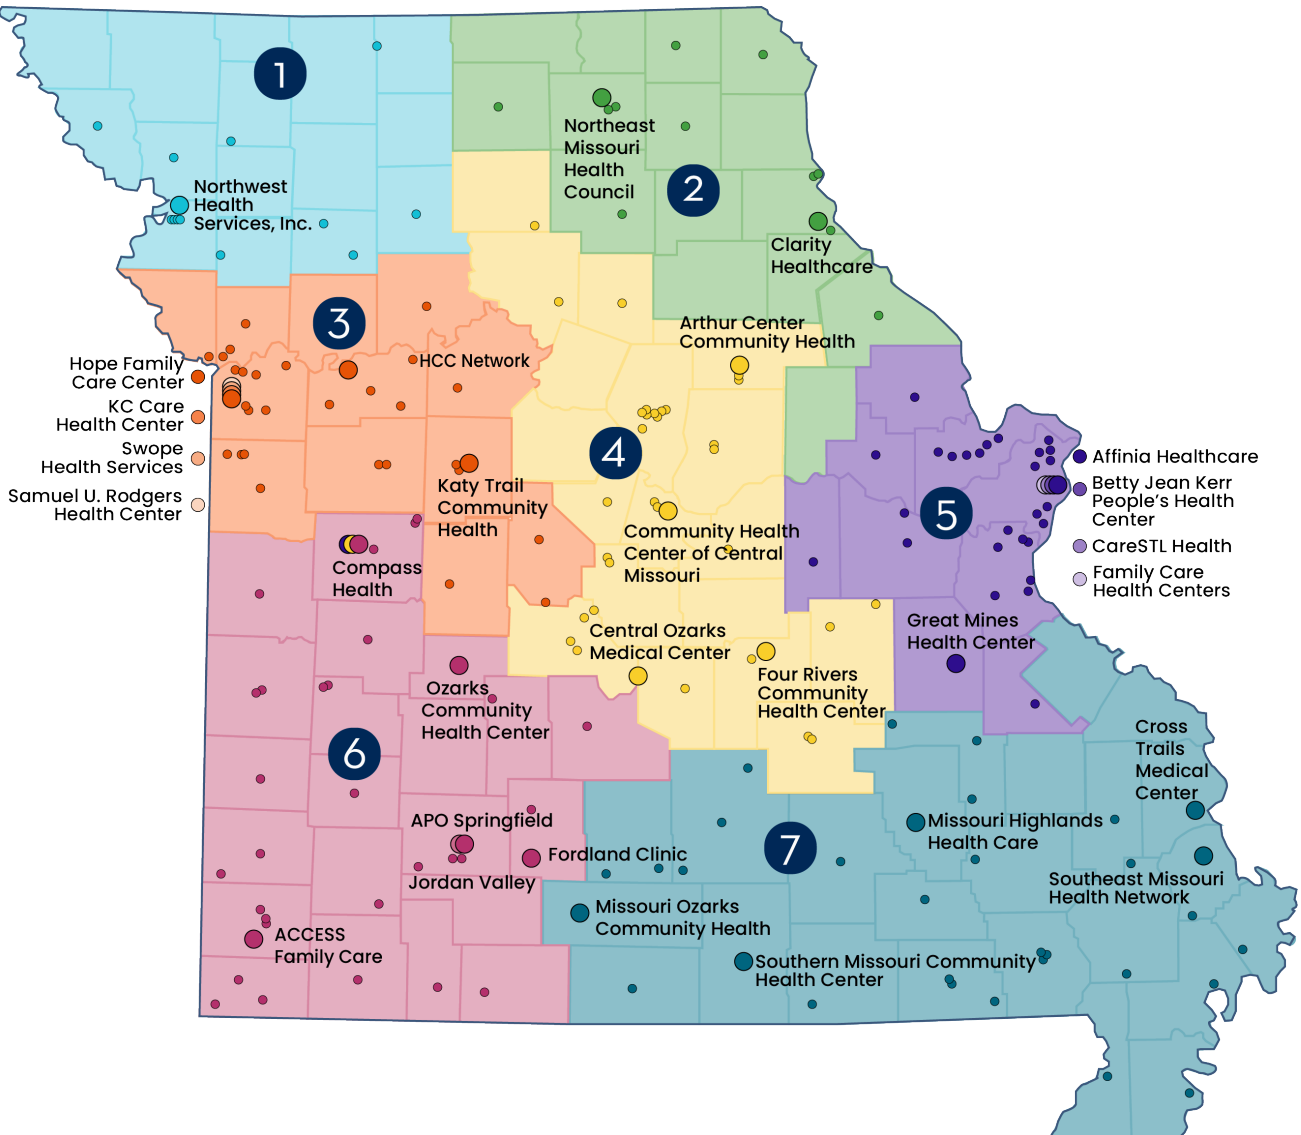 1
Northwest
Health
Services, Inc.
2
Northeast
Missouri
Health
Council
Clarity
Healthcare
3
HCC Network
Hope Family
Care Center
KC Care
Health Center
Swope
Health Services
Samuel U. Rodgers
Health Center
Katy Trail
Community
Health
4
Arthur Center
Community Health
Community Health
Center of Central
Missouri
Central Ozarks
Medical Center
Four Rivers
Community
Health Center
5
Affinia Healthcare
Betty Jean Kerr
People's Health
Center
CareSTL Health
Family Care
Health Centers
Great Mines
Health Center
6
Compass
Health
Ozarks
Community
Health Center
APO Springfield
Jordan Valley
Fordland Clinic
ACCESS
Family Care
7
Cross
Trails
Medical
Center
Missouri Highlands
Health Care
Southeast Missouri
Health Network
Missouri Ozarks
Community Health
Southern Missouri Community
Health Center